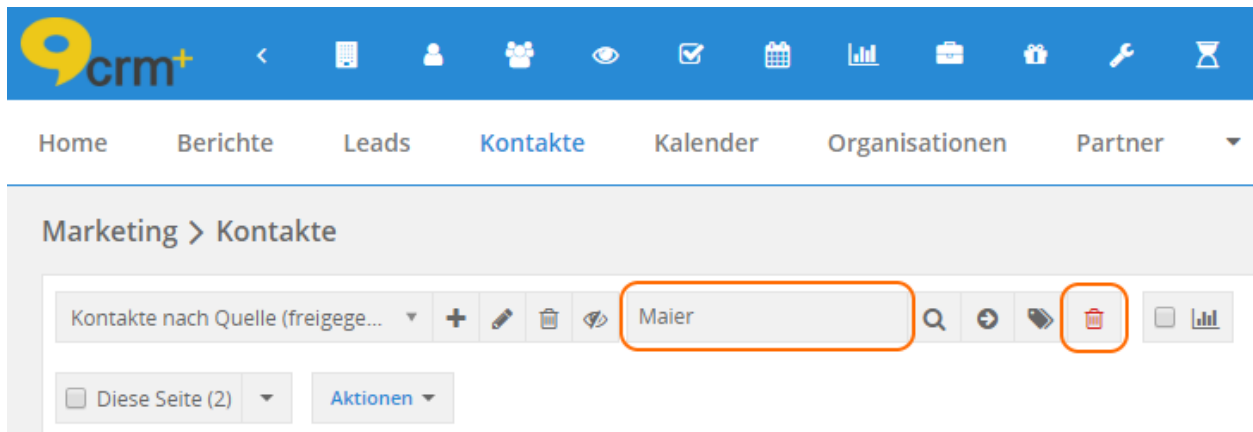 crm+
Home Berichte Leads Kontakte Kalender Organisationen Partner
Marketing > Kontakte
Kontakte nach Quelle (freigege... Maier
Diese Seite (2) Aktionen